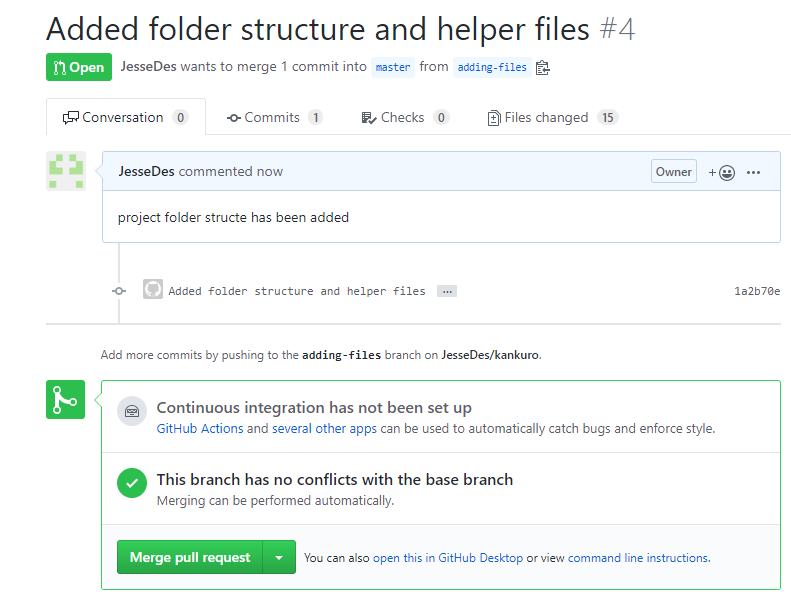 Added folder structure and helper files #4
Open JesseDes wants to merge 1 commit into master from adding-files
Conversation 0 Commits 1 Checks 0 Files changed 15
JesseDes commented now Owner + ...
project folder structe has been added
Added folder structure and helper files ... 1a2b70e
Add more commits by pushing to the adding-files branch on JesseDes/kankuro.
Continuous integration has not been set up
GitHub Actions and several other apps can be used to automatically catch bugs and enforce style.
This branch has no conflicts with the base branch
Merging can be performed automatically.
Merge pull request You can also open this in GitHub Desktop or view command line instructions.